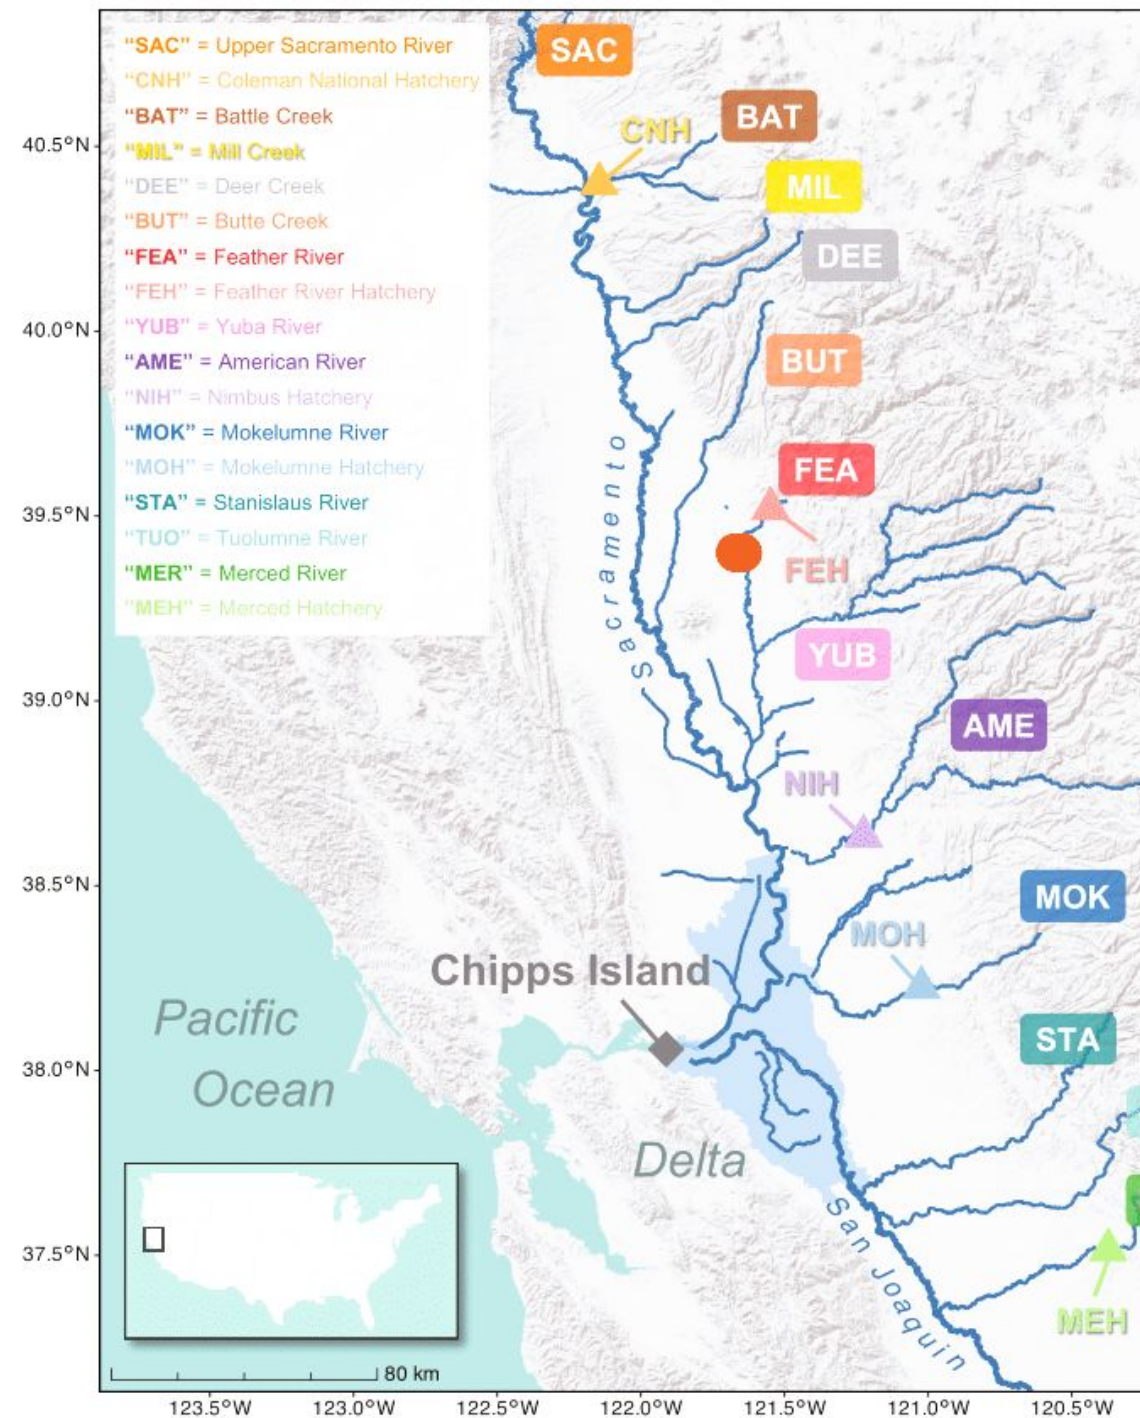 “SAC” = Upper Sacramento River
“CNH” = Coleman National Hatchery
“BAT” = Battle Creek
“MIL” = Mill Creek
“DEE” = Deer Creek
“BUT” = Butte Creek
“FEA” = Feather River
“FEH” = Feather River Hatchery
“YUB” = Yuba River
“AME” = American River
“NIH” = Nimbus Hatchery
“MOK” = Mokelumne River
“MOH” = Mokelumne Hatchery
“STA” = Stanislaus River
“TUO” = Tuolumne River
“MER” = Merced River
“MEH” = Merced Hatchery
SAC
CNH
BAT
MIL
DEE
BUT
FEA
FEH
YUB
AME
NIH
MOK
MOH
STA
MEH
Sacramento
Chipps Island
Pacific
Ocean
Delta
San Joaquin
80 km
40.5°N
40.0°N
39.5°N
39.0°N
38.5°N
38.0°N
37.5°N
123.5°W
123.0°W
122.5°W
122.0°W
121.5°W
121.0°W
120.5°W